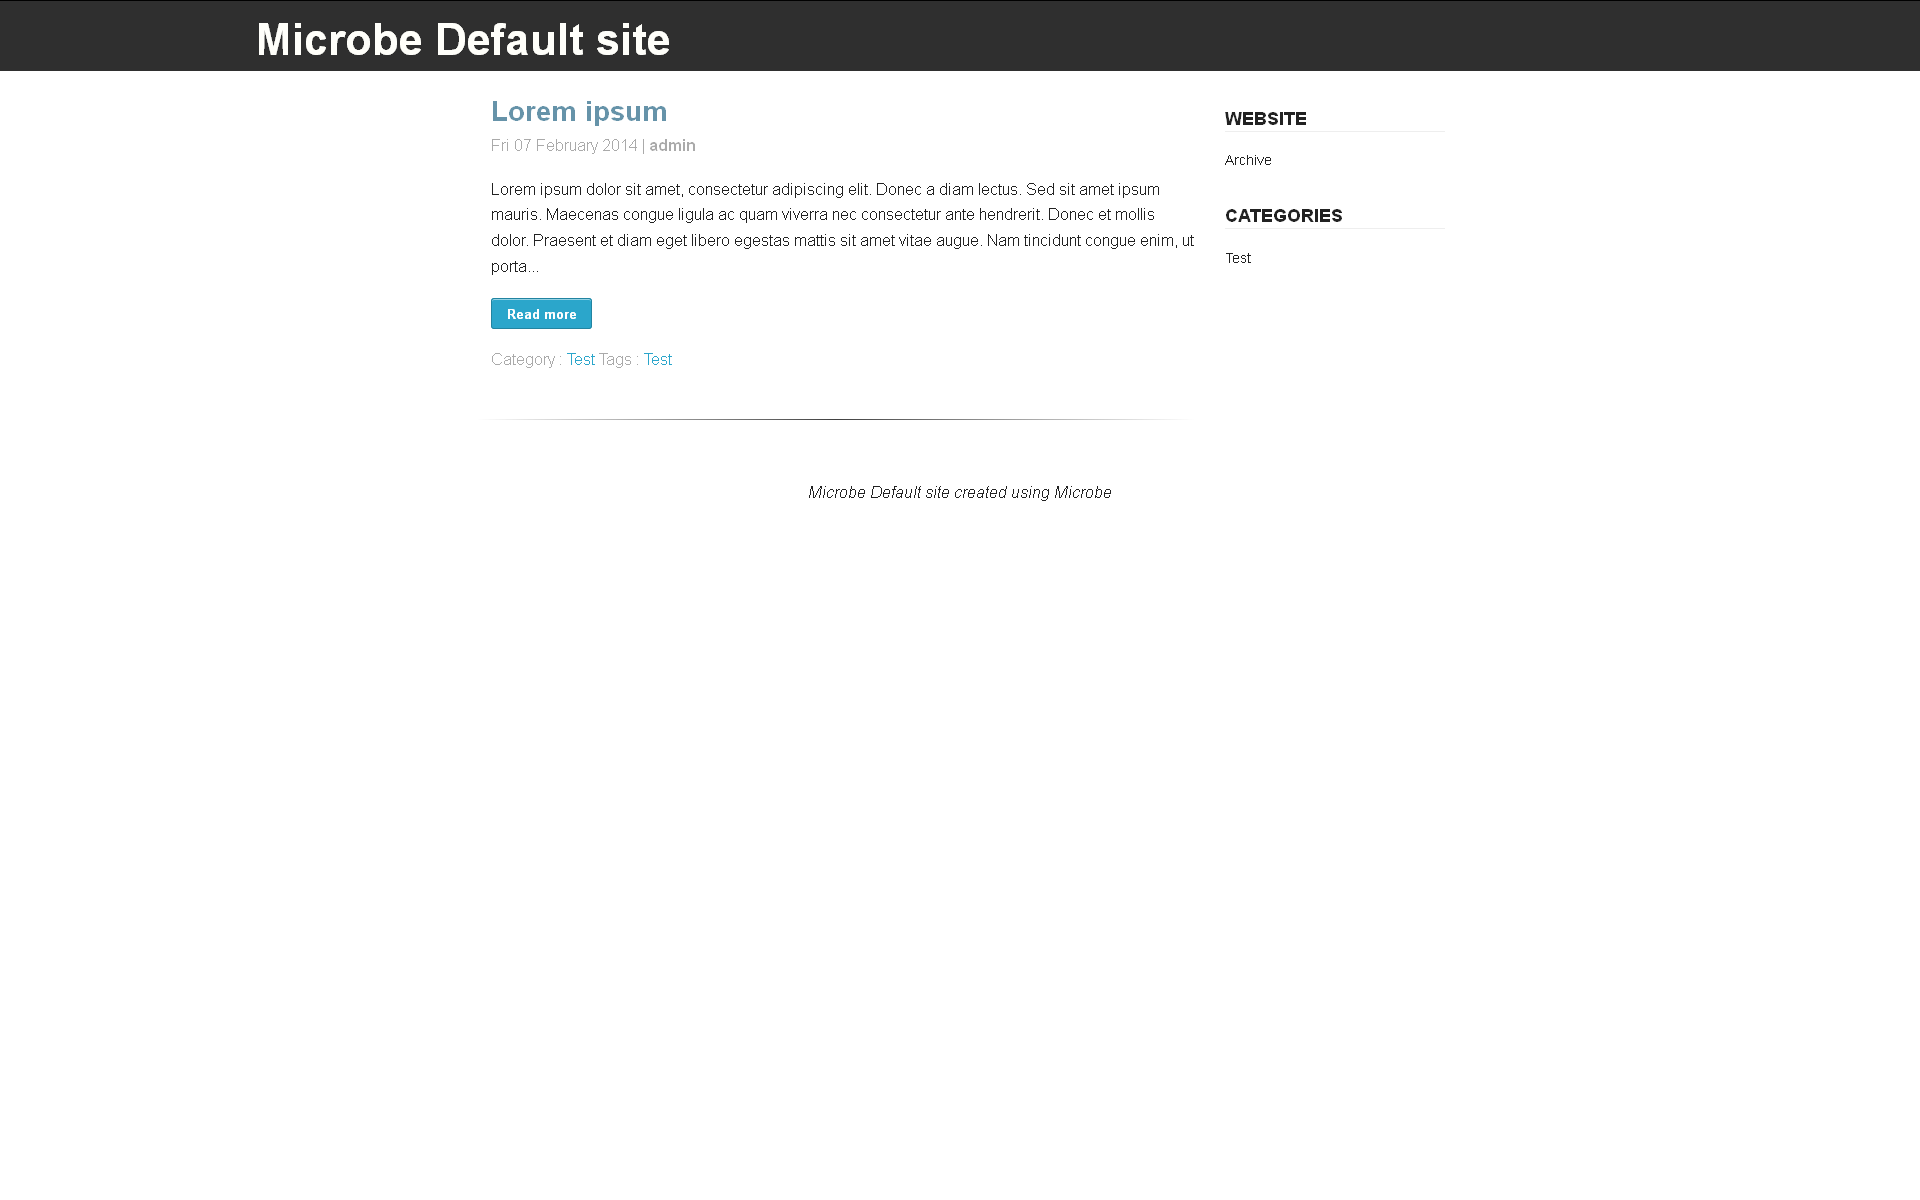 Microbe Default site
Lorem ipsum
Fri 07 February 2014 | admin
Lorem ipsum dolor sit amet, consectetur adipiscing elit. Donec a diam lectus. Sed sit amet ipsum
mauris. Maecenas congue ligula ac quam viverra nec consectetur ante hendrerit. Donec et mollis
dolor. Praesent et diam eget libero egestas mattis sit amet vitae augue. Nam tincidunt congue enim, ut
porta...
Read more
Category : Test Tags : Test
WEBSITE
Archive
CATEGORIES
Test
Microbe Default site created using Microbe